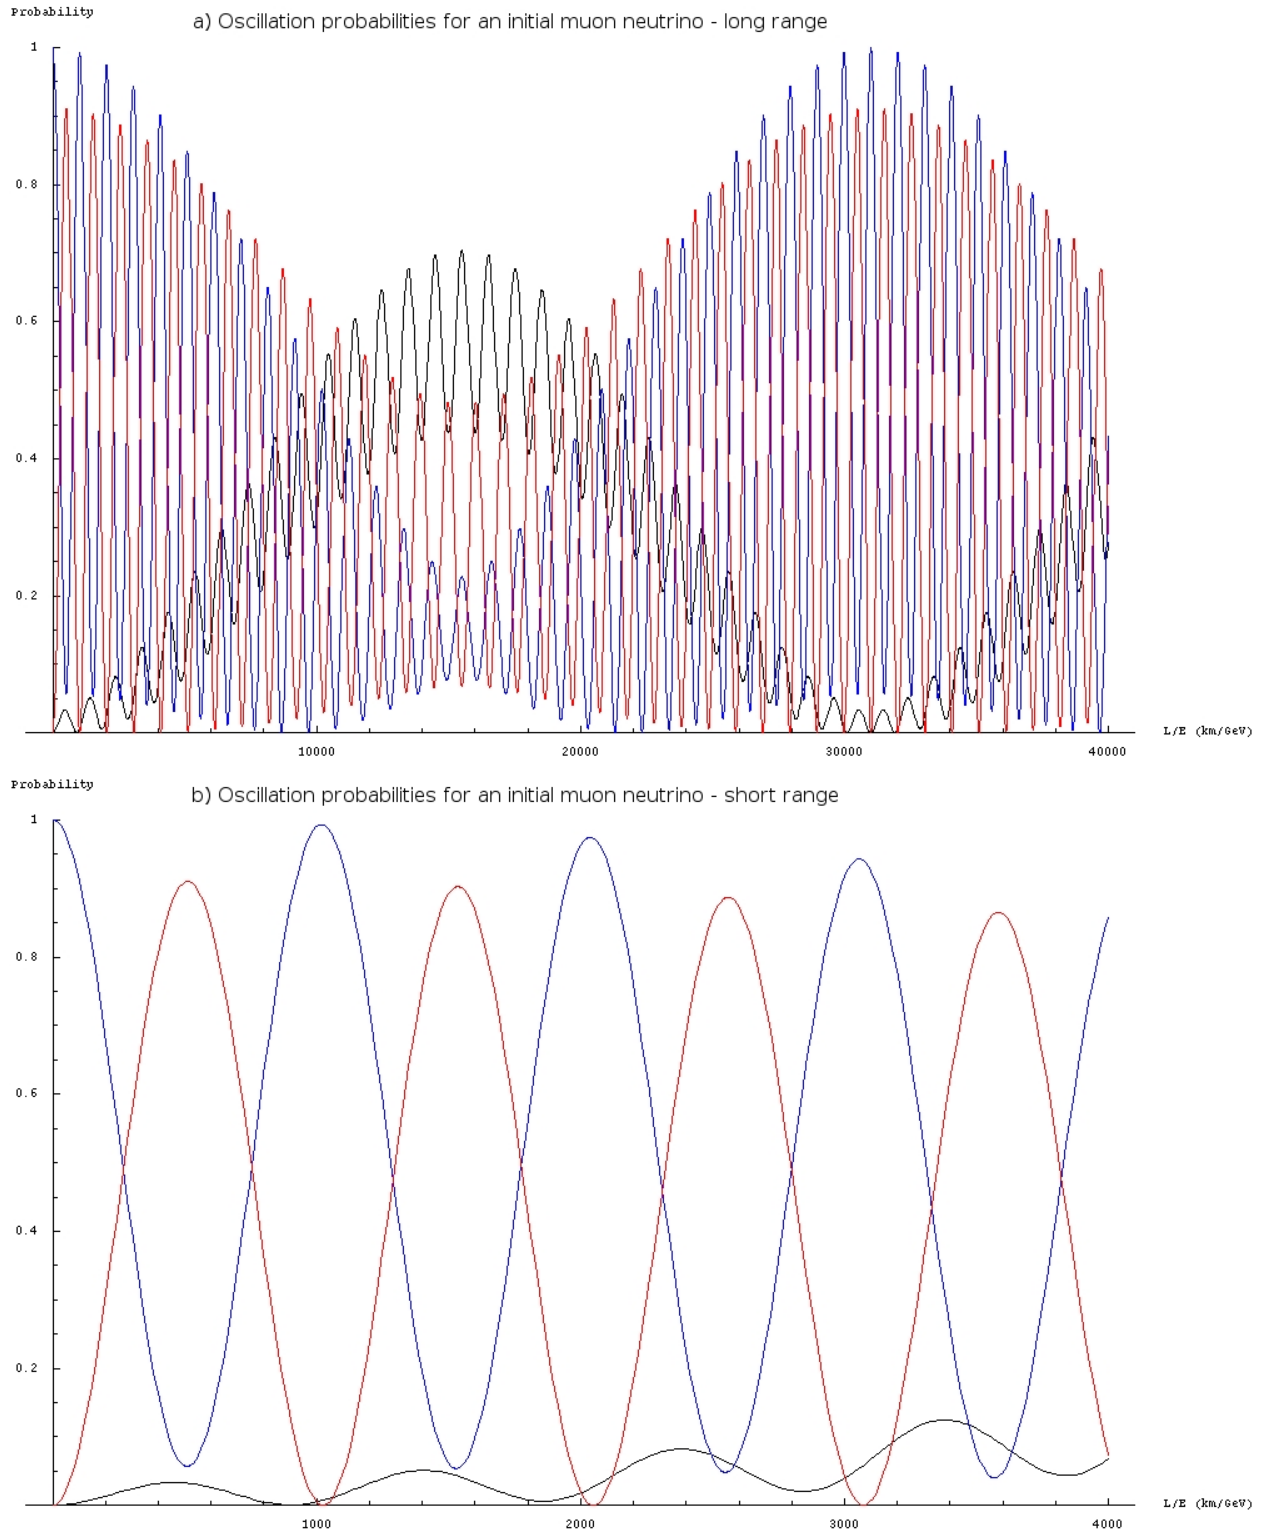 Probability
a) Oscillation probabilities for an initial muon neutrino - long range
1
0.8
0.6
0.4
0.2
L/E (km/GeV)
10000 20000 30000 40000
Probability
b) Oscillation probabilities for an initial muon neutrino - short range
1
0.8
0.6
0.4
0.2
L/E (km/GeV)
1000 2000 3000 4000